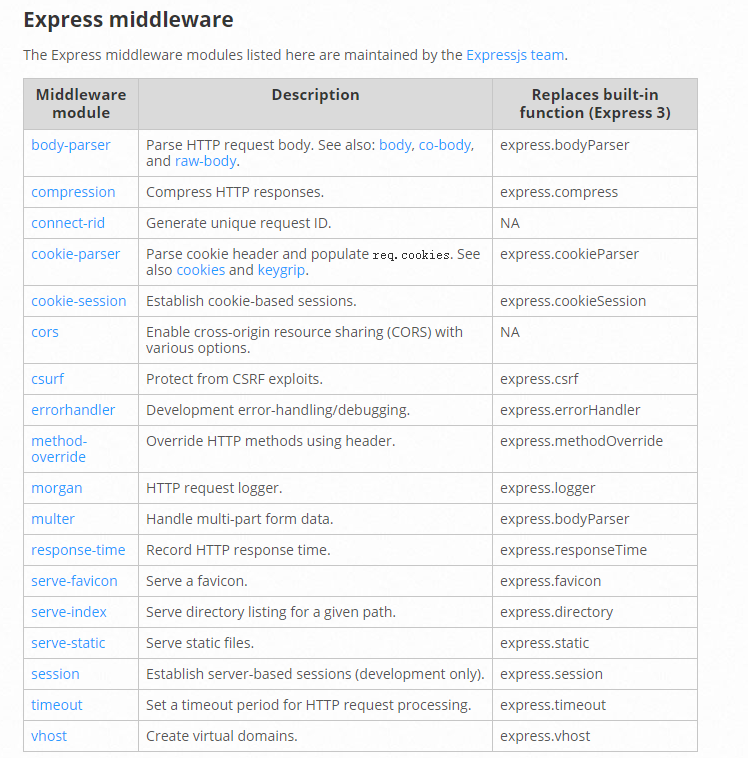 Express middleware
The Express middleware modules listed here are maintained by the Expressjs team.
Middleware module Description Replaces built-in function (Express 3)
body-parser Parse HTTP request body. See also: body, co-body, and raw-body. express.bodyParser
compression Compress HTTP responses. express.compress
connect-rid Generate unique request ID. NA
cookie-parser Parse cookie header and populate req.cookies. See also cookies and keygrip. express.cookieParser
cookie-session Establish cookie-based sessions. express.cookieSession
cors Enable cross-origin resource sharing (CORS) with various options. NA
csurf Protect from CSRF exploits. express.csrf
errorhandler Development error-handling/debugging. express.errorHandler
method-override Override HTTP methods using header. express.methodOverride
morgan HTTP request logger. express.logger
multer Handle multi-part form data. express.bodyParser
response-time Record HTTP response time. express.responseTime
serve-favicon Serve a favicon. express.favicon
serve-index Serve directory listing for a given path. express.directory
serve-static Serve static files. express.static
session Establish server-based sessions (development only). express.session
timeout Set a timeout period for HTTP request processing. express.timeout
vhost Create virtual domains. express.vhost